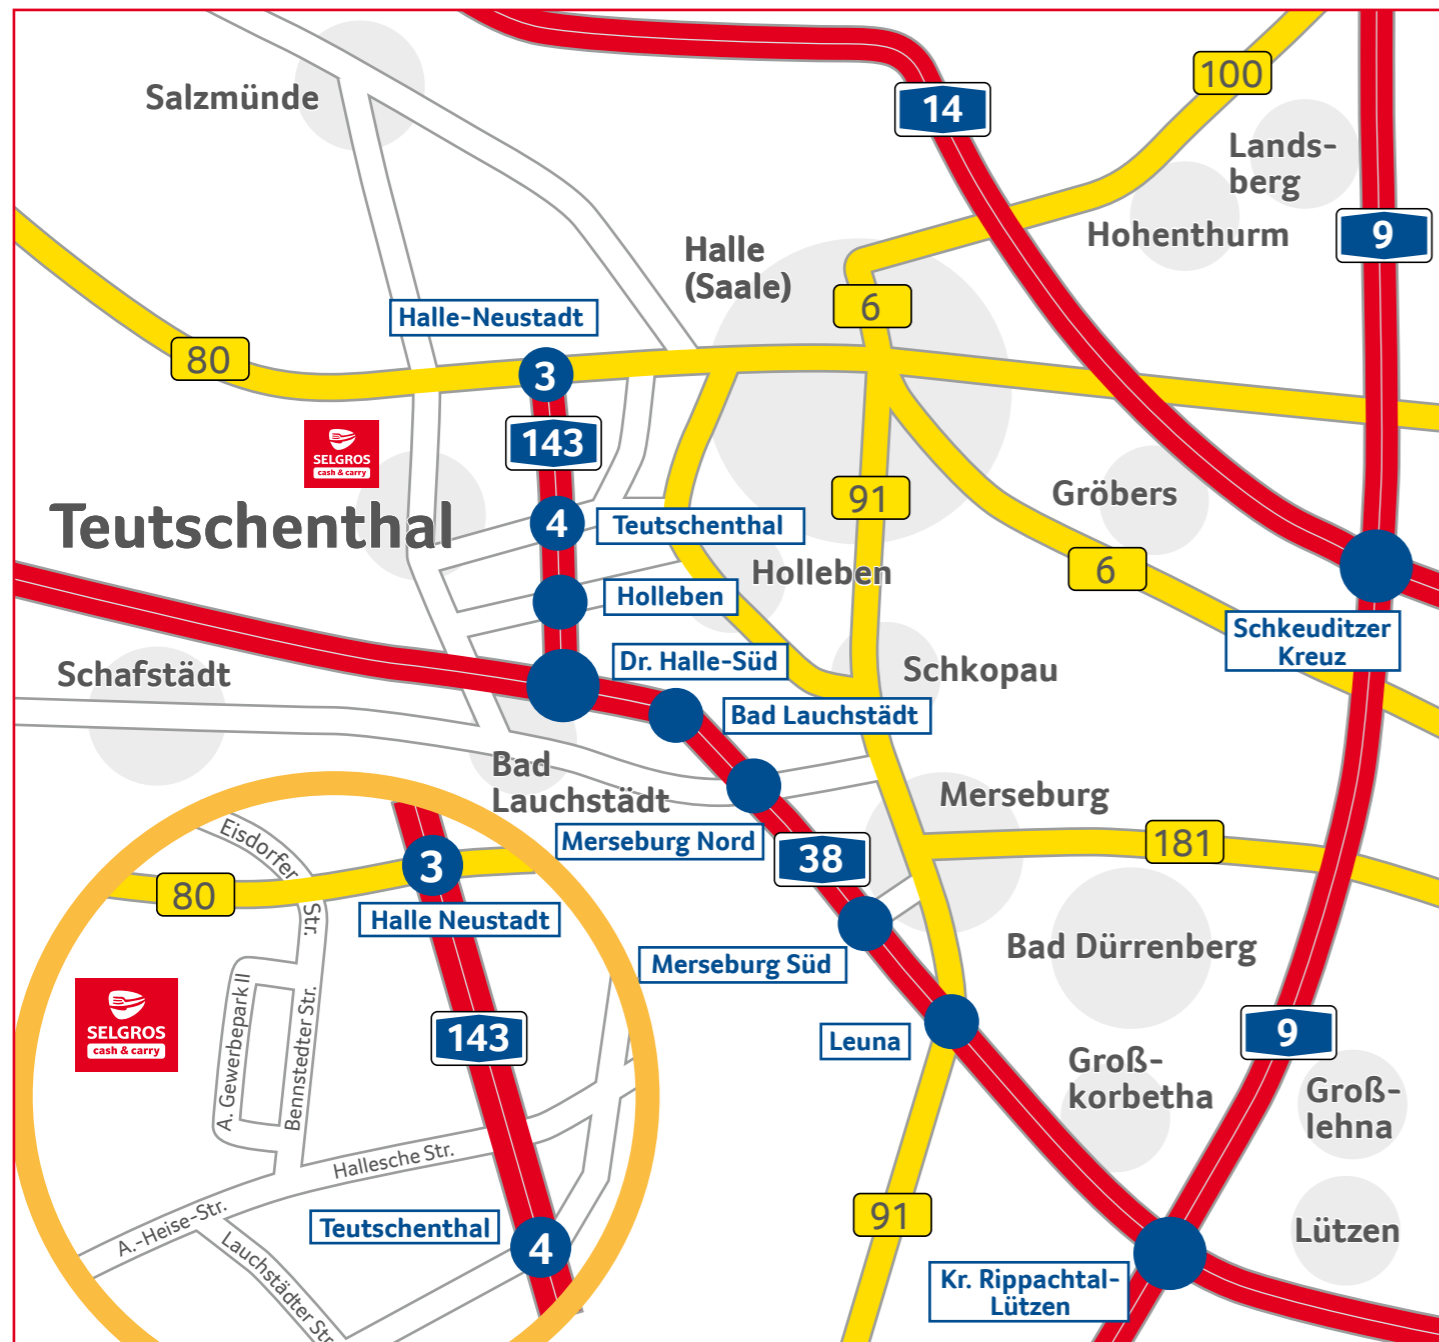 100
14
Salzmünde
Lands-
berg
Hohenthurm
9
Halle
(Saale)
6
Halle-Neustadt
80
3
143
SELGROS
cash & carry
Teutschenthal
4
Teutschenthal
91
Gröbers
6
Holleben
Holleben
Schkeuditzer
Kreuz
Dr. Halle-Süd
Schafstädt
Schkopau
Bad Lauchstädt
Bad
Lauchstädt
Merseburg
Merseburg Nord
38
181
Eisdorfer Str.
3
80
Halle Neustadt
Bad Dürrenberg
Merseburg Süd
SELGROS
cash & carry
A. Gewerbepark II
Bennstedter Str.
143
Leuna
9
Groß-
korbetha
Groß-
lehna
Hallesche Str.
A.-Heise-Str.
Lauchstädter Str
Teutschenthal
4
91
Lützen
Kr. Rippachtal-
Lützen